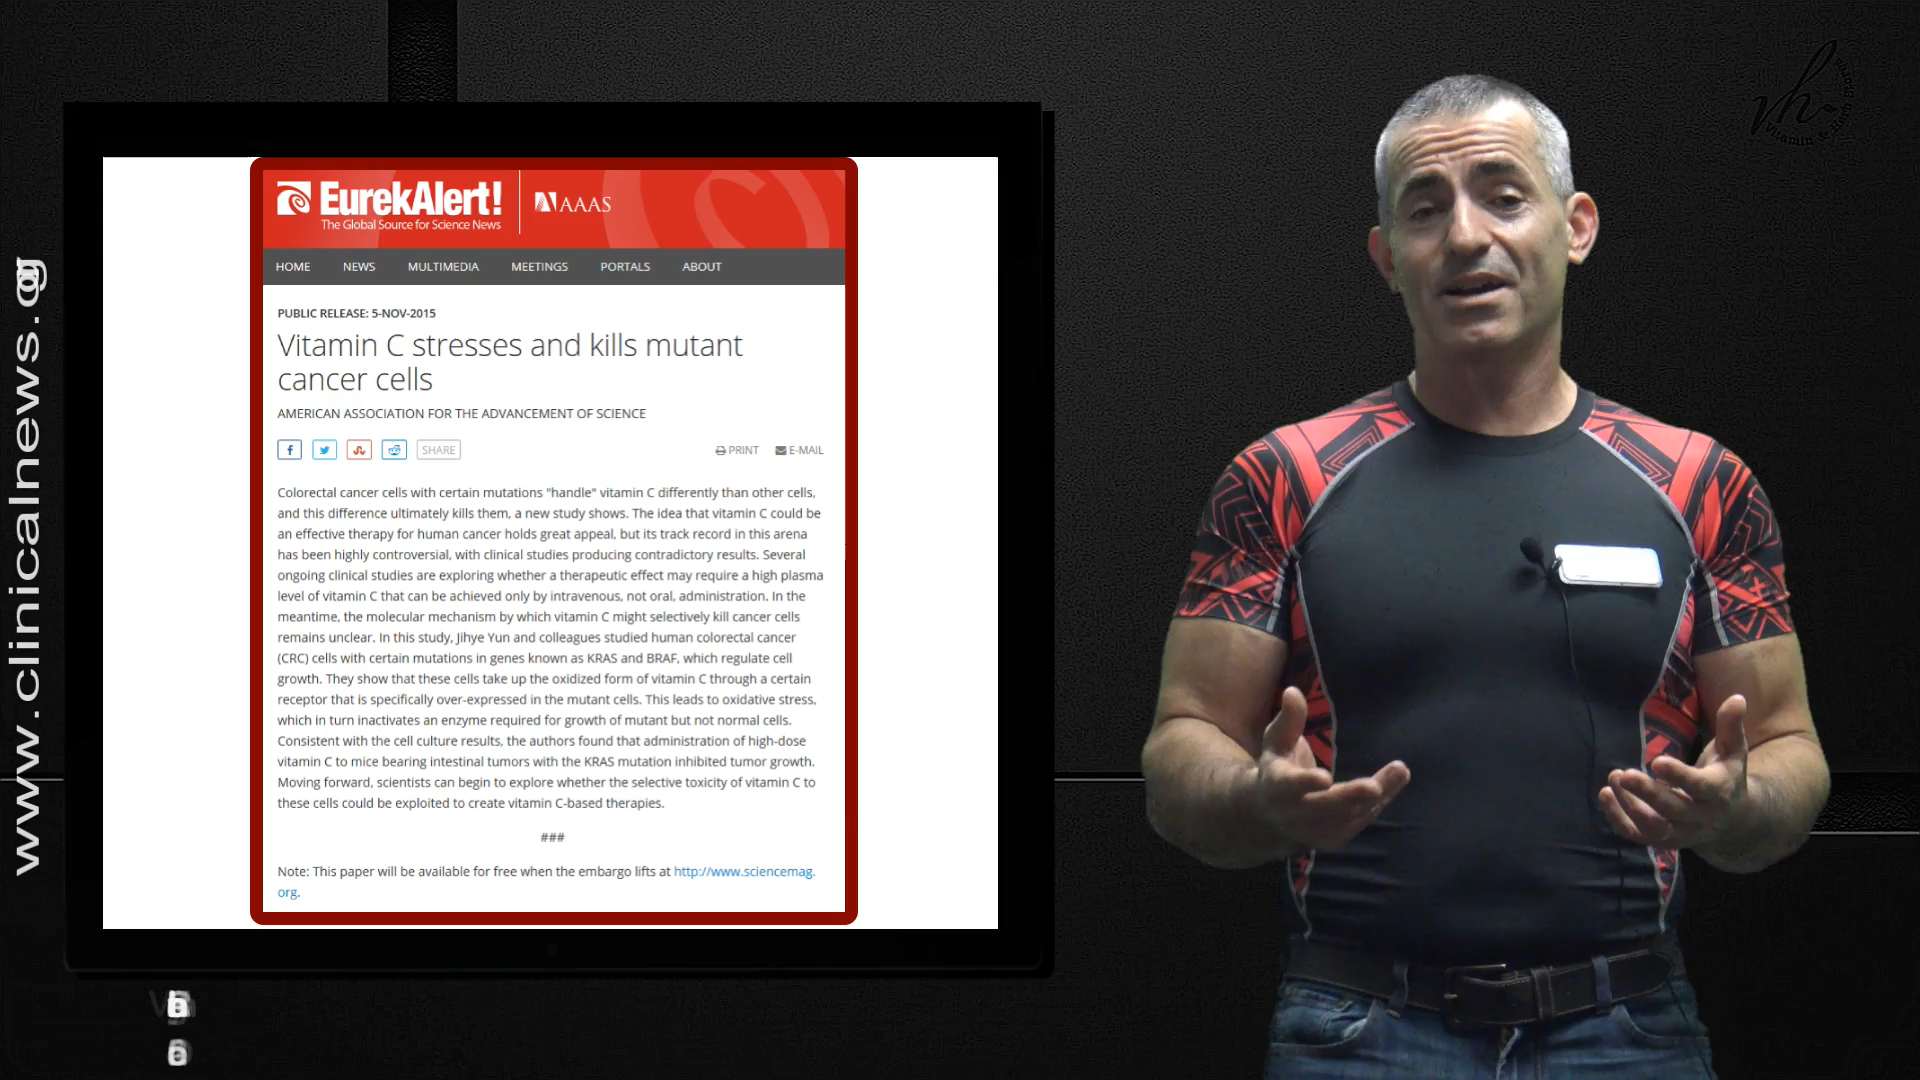 www.clinicalnews.
EurekAlert!
The Global Source for Science News
AAAS
HOME NEWS MULTIMEDIA MEETINGS PORTALS ABOUT
PUBLIC RELEASE: 5-NOV-2015
Vitamin C stresses and kills mutant
cancer cells
AMERICAN ASSOCIATION FOR THE ADVANCEMENT OF SCIENCE
f SHARE PRINT E-MAIL
Colorectal cancer cells with certain mutations "handle" vitamin C differently than other cells,
and this difference ultimately kills them, a new study shows. The idea that vitamin C could be
an effective therapy for human cancer holds great appeal, but its track record in this arena
has been highly controversial, with clinical studies producing contradictory results. Several
ongoing clinical studies are exploring whether a therapeutic effect may require a high plasma
level of vitamin C that can be achieved only by intravenous, not oral, administration. In the
meantime, the molecular mechanism by which vitamin C might selectively kill cancer cells
remains unclear. In this study, Jihye Yun and colleagues studied human colorectal cancer
(CRC) cells with certain mutations in genes known as KRAS and BRAF, which regulate cell
growth. They show that these cells take up the oxidized form of vitamin C through a certain
receptor that is specifically over-expressed in the mutant cells. This leads to oxidative stress,
which in turn inactivates an enzyme required for growth of mutant but not normal cells.
Consistent with the cell culture results, the authors found that administration of high-dose
vitamin C to mice bearing intestinal tumors with the KRAS mutation inhibited tumor growth.
Moving forward, scientists can begin to explore whether the selective toxicity of vitamin C to
these cells could be exploited to create vitamin C-based therapies.
###
Note: This paper will be available for free when the embargo lifts at http://www.sciencemag.
org.
vh
Vitamin & Herb Store